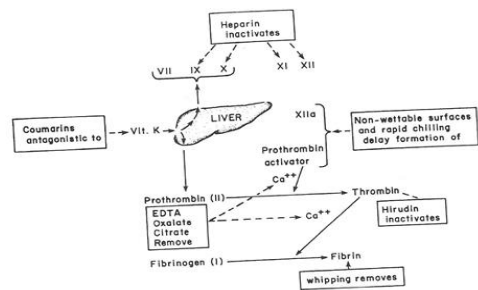 Heparin
inactivates
VII IX X XI XII
LIVER
Coumarins
antagonistic to
Vit. K
XIIa
Non-wettable surfaces
and rapid chilling
delay formation of
Prothrombin
activator
Ca++
Prothrombin (II)
Thrombin
EDTA
Oxalate
Citrate
Remove
Ca++
Hirudin
inactivates
Fibrinogen (I)
Fibrin
whipping removes